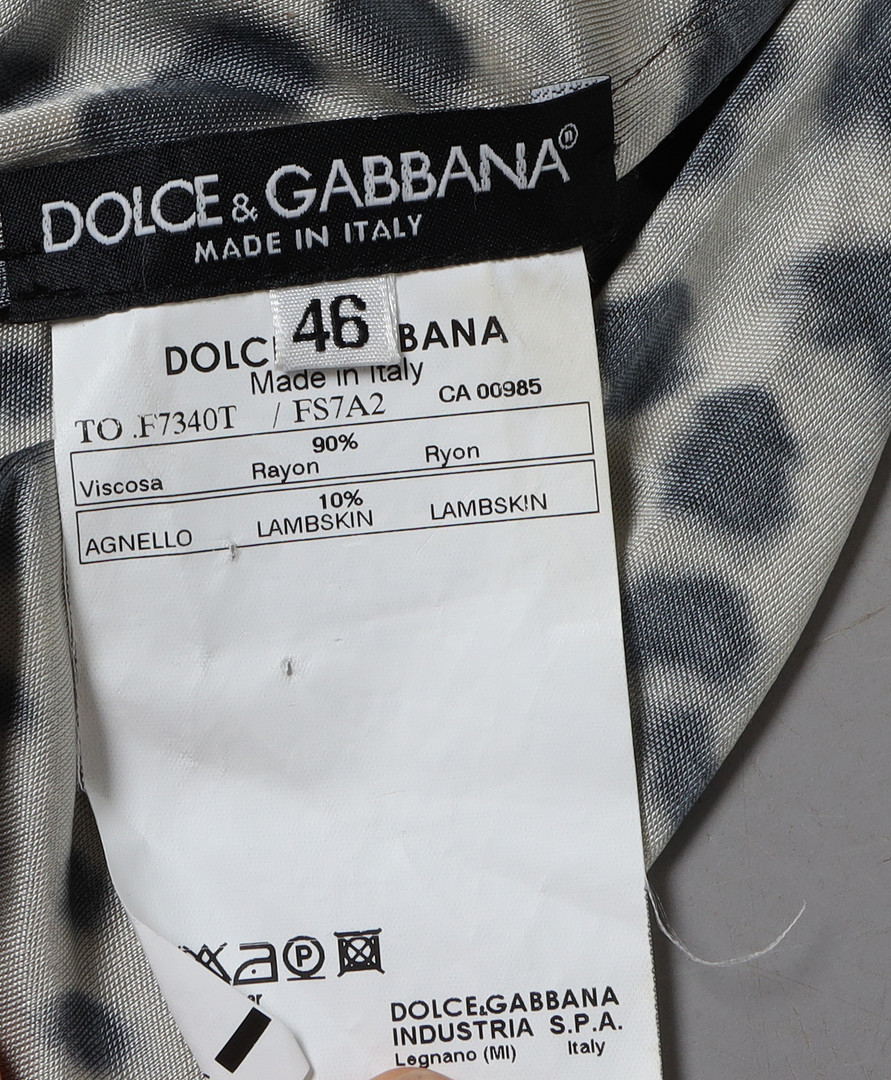 DOLCE & GABBANA®
MADE IN ITALY
46
DOLC BANA
Made in Italy
TO .F7340T / FS7A2 CA 00985
90%
Viscosa Rayon Ryon
10%
AGNELLO LAMBSKIN LAMBSKIN
P
DOLCE&GABBANA
INDUSTRIA S.P.A.
Legnano (MI) Italy